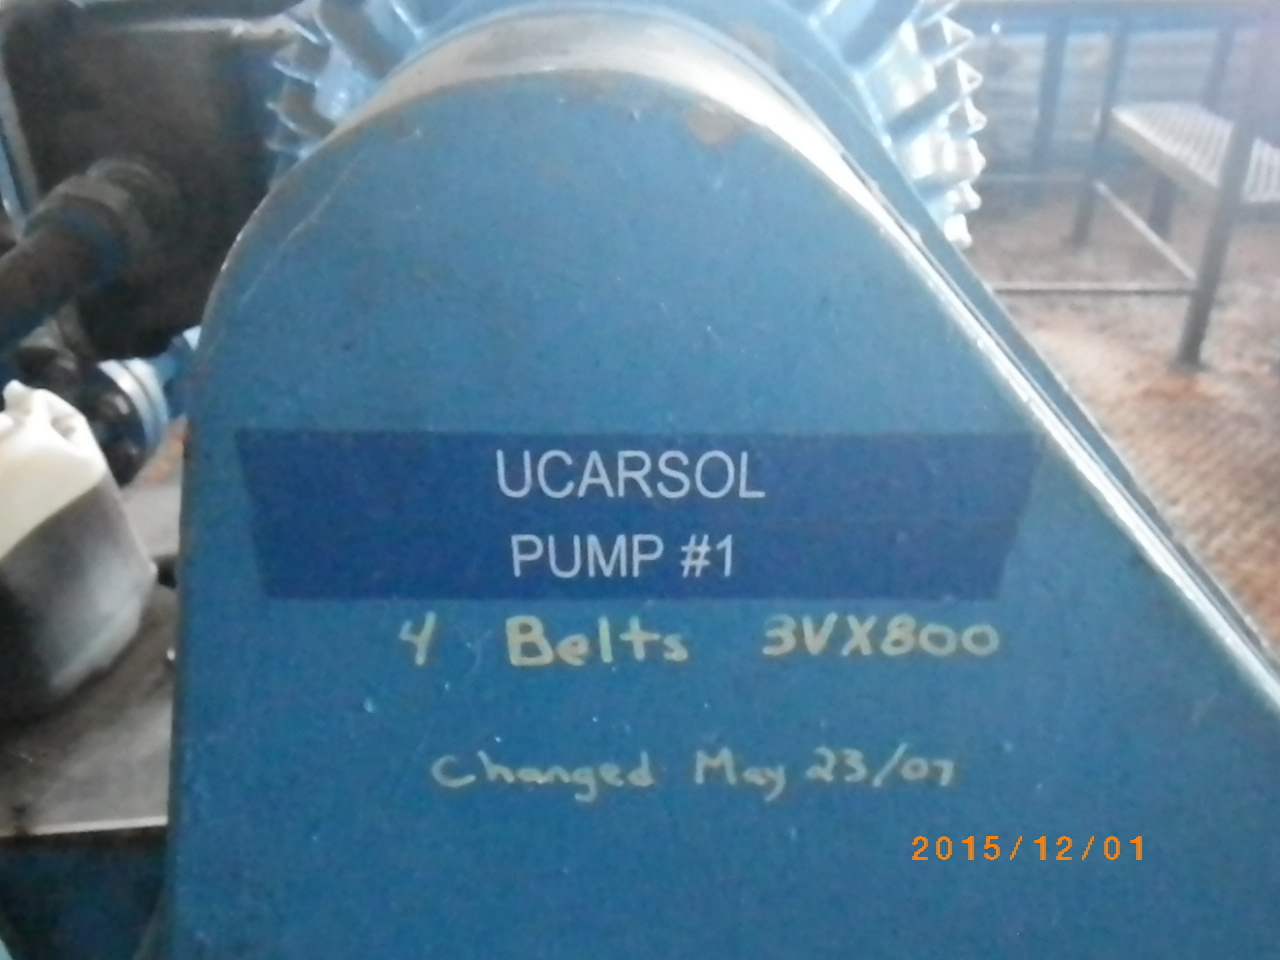 UCARSOL
PUMP #1
4 Belts 3VX800
Changed May 23/07
2015/12/01